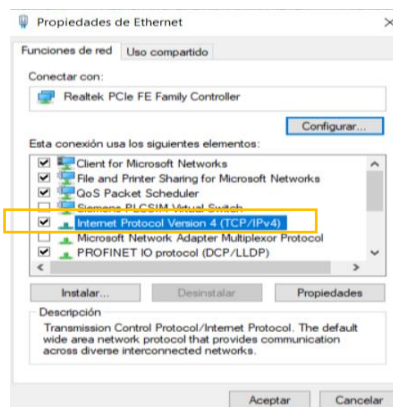 Propiedades de Ethernet
Funciones de red
Uso compartido
Conectar con:
Realtek PCIe FE Family Controller
Configurar...
Esta conexión usa los siguientes elementos:
Client for Microsoft Networks
File and Printer Sharing for Microsoft Networks
QoS Packet Scheduler
Siemens PLCSIM Virtual Switch
Internet Protocol Version 4 (TCP/IPv4)
Microsoft Network Adapter Multiplexor Protocol
PROFINET IO protocol (DCP/LLDP)
Instalar...
Desinstalar
Propiedades
Descripción
Transmission Control Protocol/Internet Protocol. The default
wide area network protocol that provides communication
across diverse interconnected networks.
Aceptar
Cancelar